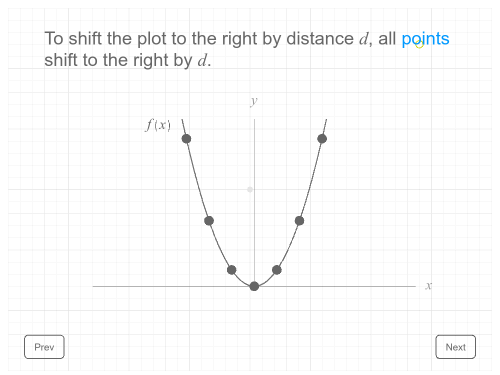 To shift the plot to the right by distance d, all points
shift to the right by d.
y
f(x)
x
Prev
Next